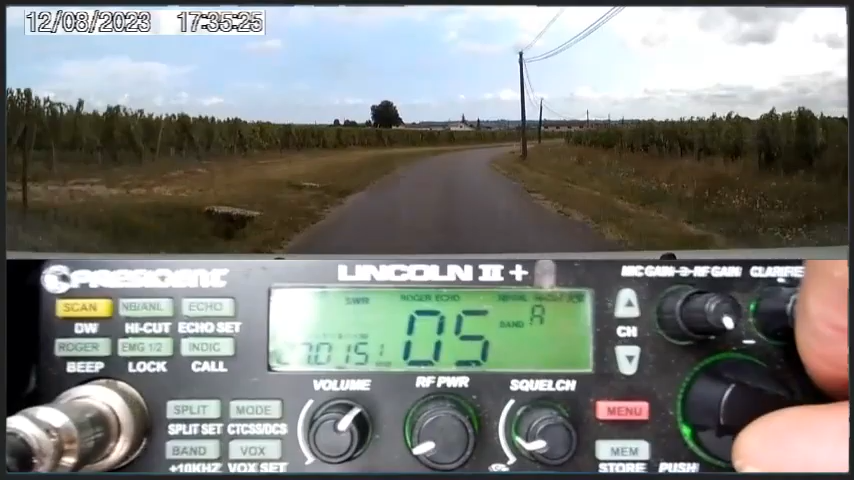 12/08/2023 17:35:25
PRESIDENT LINCOLN II + MIC GAIN RF GAIN CLARIFIE
SCAN NB/ANL ECHO
DW HI-CUT ECHO SET
ROGER EMG 1/2 INDIC
BEEP LOCK CALL
SWR ROGER ECHO
05 BAND A
CH
VOLUME RF PWR SQUELCH
SPLIT MODE
SPLIT SET CTCSS/DCS
BAND VOX
+10KHZ VOX SET
MENU
MEM
STORE PUSH